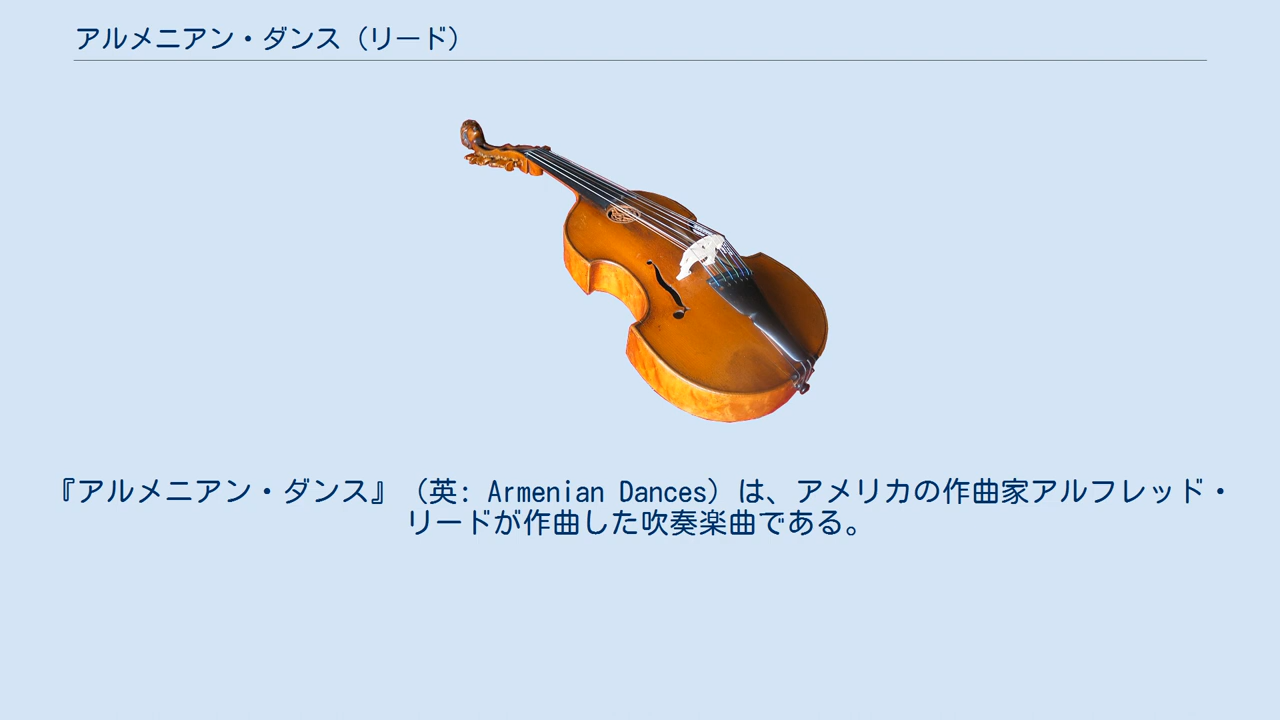 アルメニアン・ダンス（リード）
『アルメニアン・ダンス』（英: Armenian Dances）は、アメリカの作曲家アルフレッド・
リードが作曲した吹奏楽曲である。